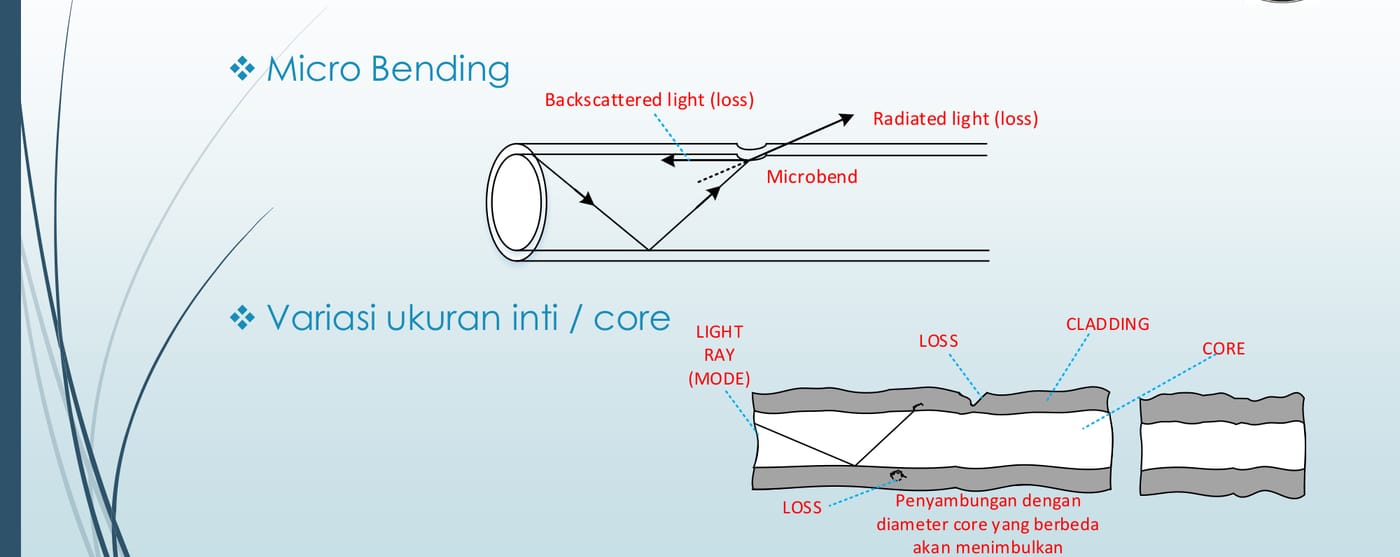 Micro Bending
Backscattered light (loss)
Radiated light (loss)
Microbend
Variasi ukuran inti / core
LIGHT
RAY
(MODE)
LOSS
CLADDING
CORE
LOSS
Penyambungan dengan
diameter core yang berbeda
akan menimbulkan